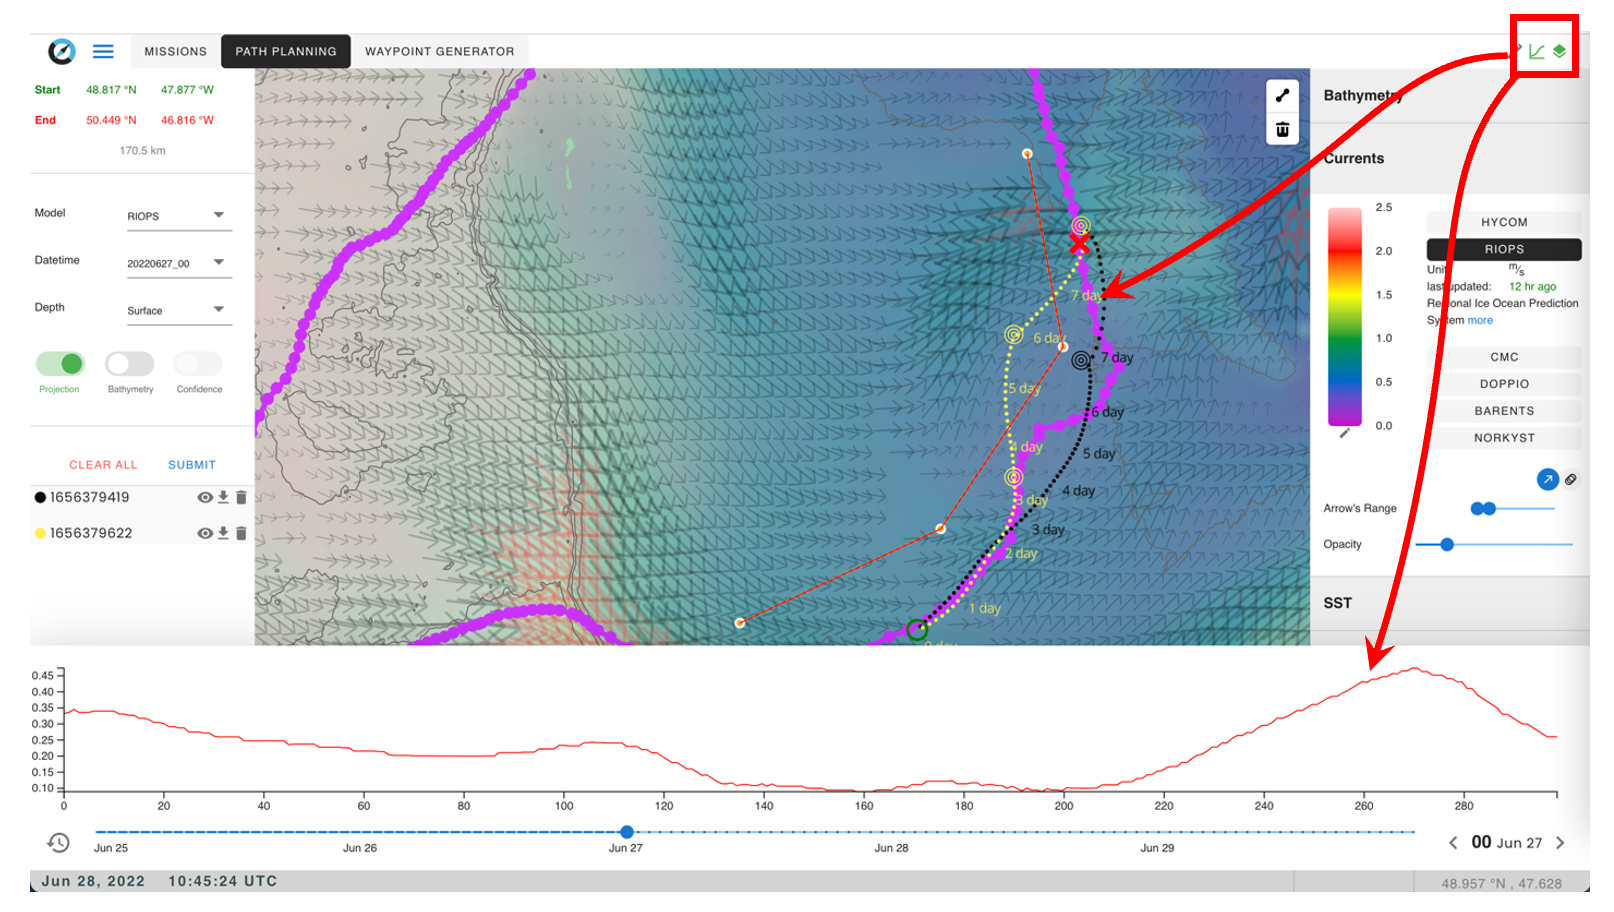 MISSIONS PATH PLANNING WAYPOINT GENERATOR
Start 48.817 °N 47.877 °W
End 50.449 °N 46.816 °W
170.5 km
Model RIOPS
Datetime 20220627_00
Depth Surface
Projection Bathymetry Confidence
CLEAR ALL SUBMIT
1656379419
1656379622
7 day
6 day
5 day
3 day
2 day
1 day
7 day
6 day
5 day
4 day
3 day
Bathymetry
Currents
2.5
2.0
1.5
1.0
0.5
0.0
HYCOM
RIOPS
m/s
last updated: 12 hr ago
Regional Ice Ocean Prediction
System more
CMC
DOPPIO
BARENTS
NORKYST
Arrow's Range
Opacity
SST
0.45
0.40
0.35
0.30
0.25
0.20
0.15
0.10
0 20 40 60 80 100 120 140 160 180 200 220 240 260 280
Jun 25 Jun 26 Jun 27 Jun 28 Jun 29
00 Jun 27
Jun 28, 2022 10:45:24 UTC
48.957 °N , 47.628